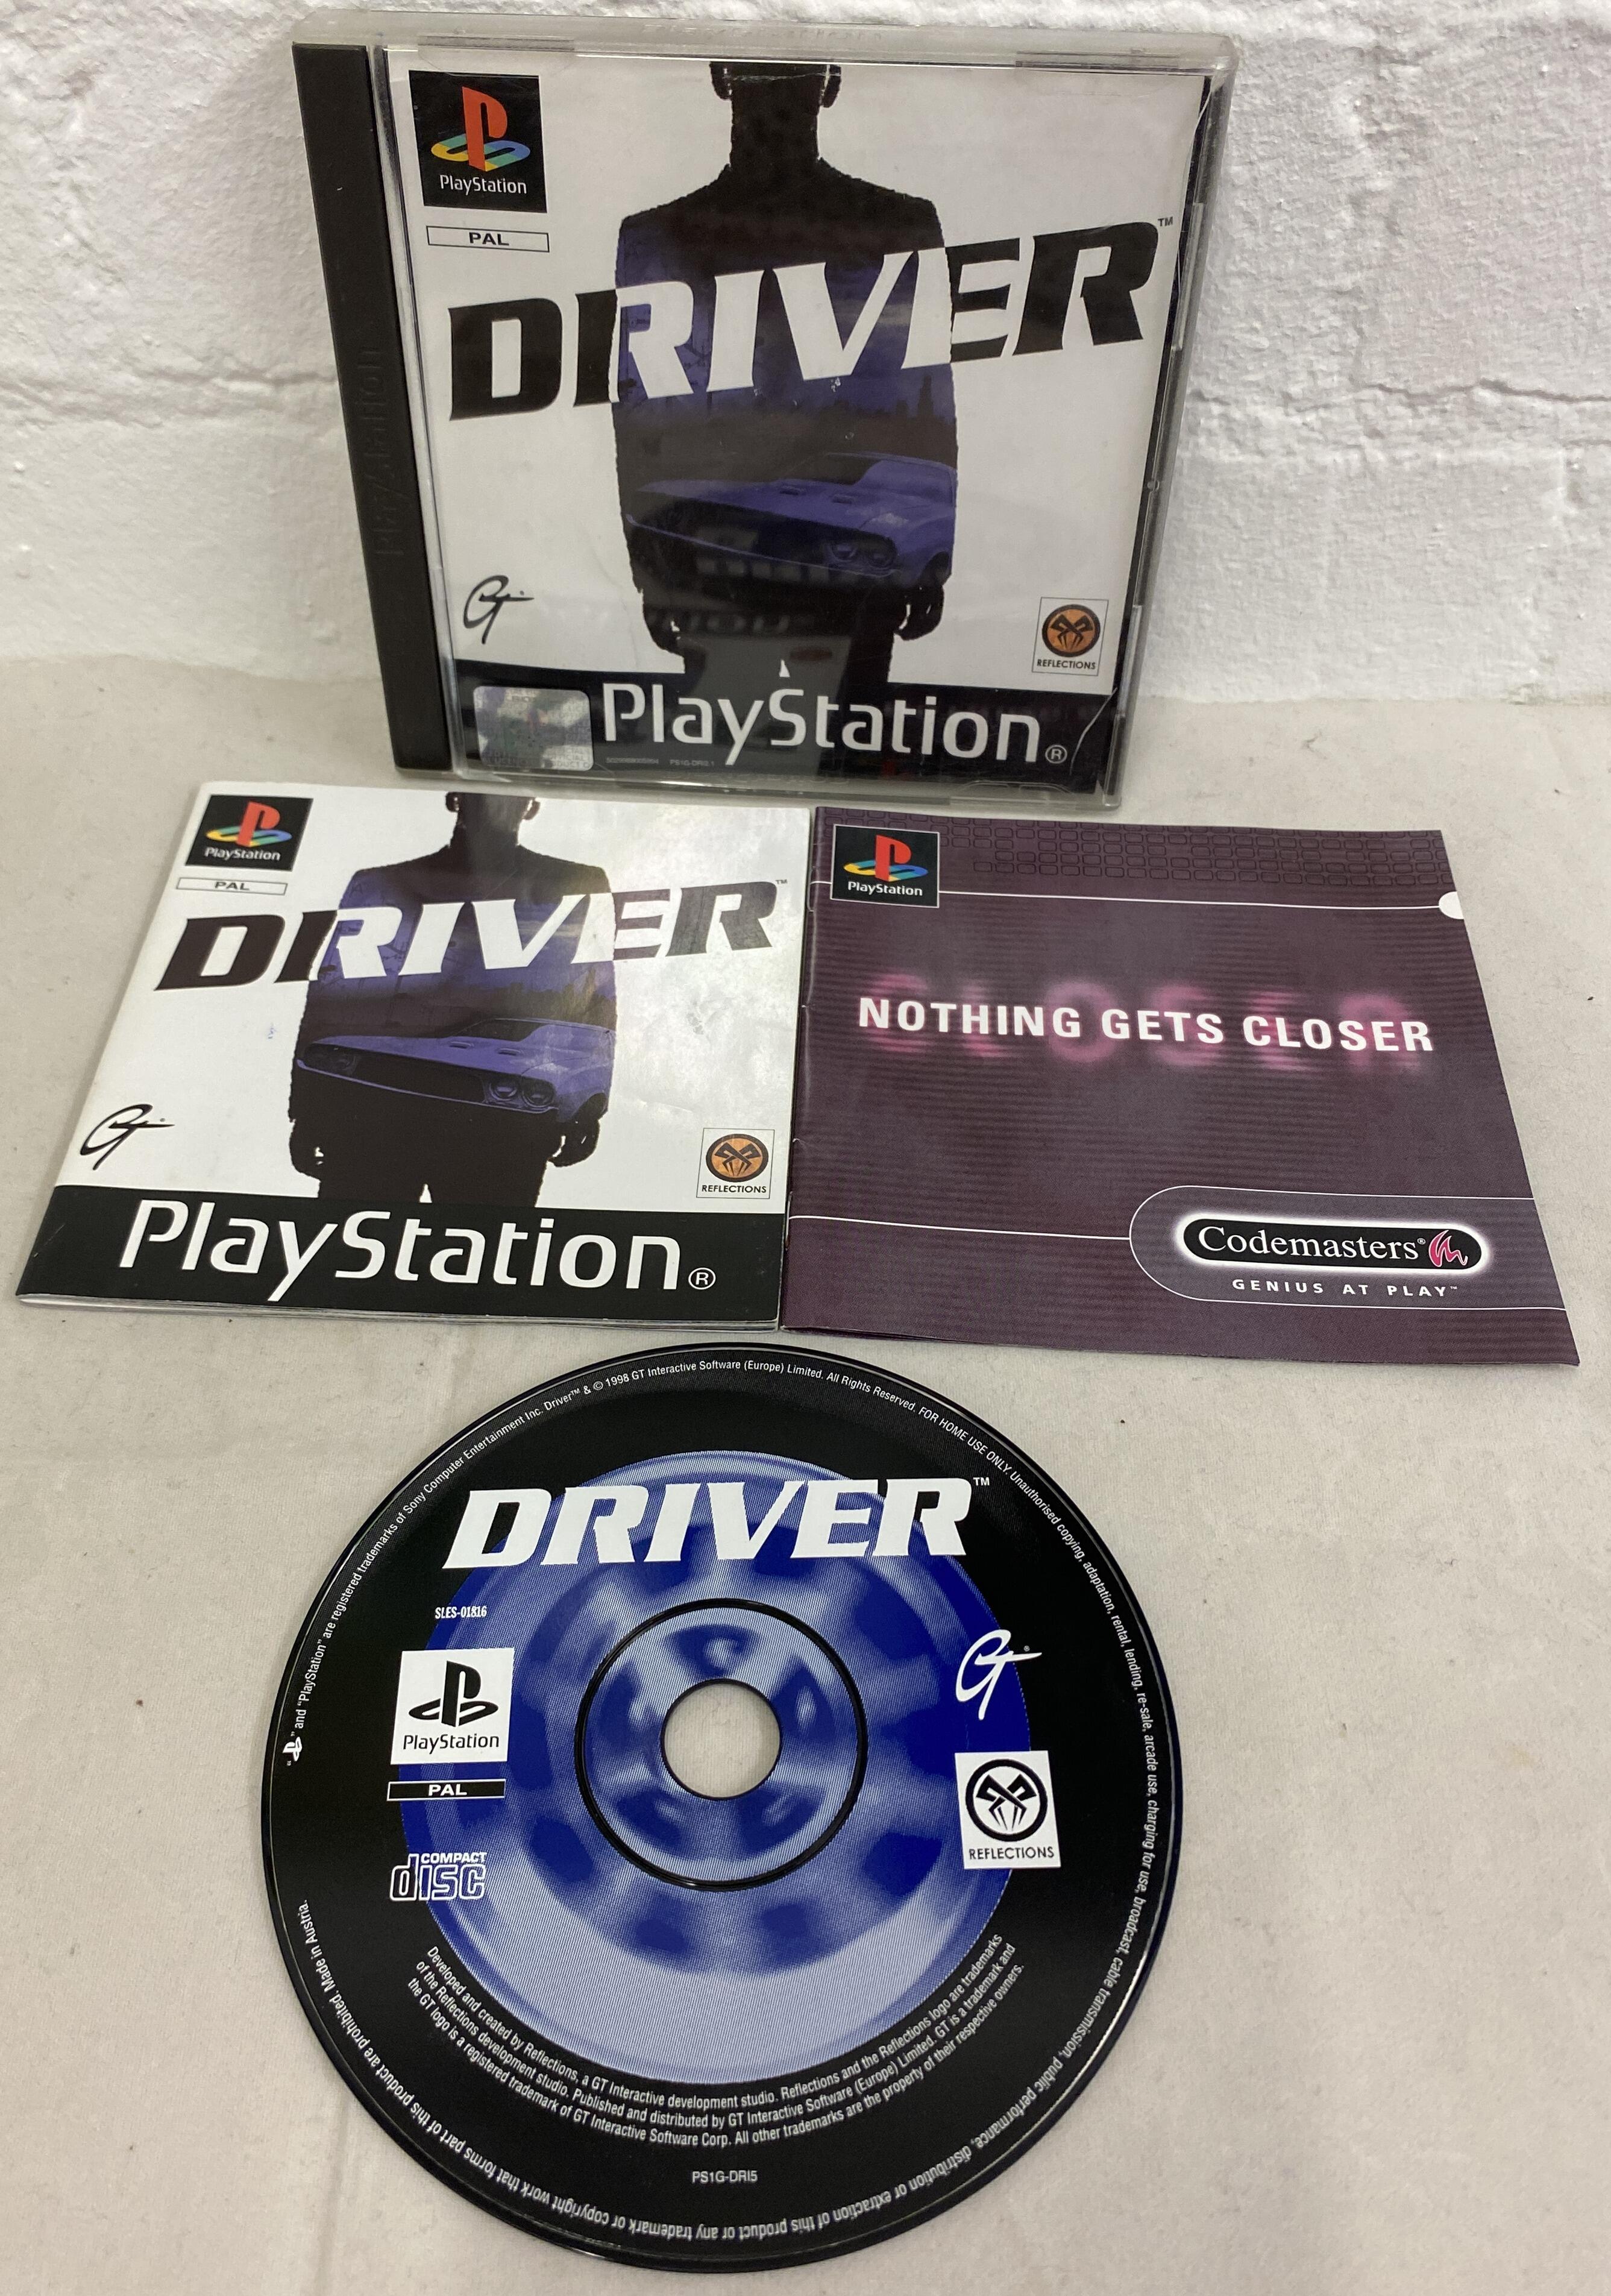 PlayStation
PAL
DRIVER™
GT
REFLECTIONS
PlayStation®
PlayStation
PlayStation
PAL
DRIVER™
GT
REFLECTIONS
PlayStation®
PlayStation
CLOSER
NOTHING GETS CLOSER
Codemasters®
GENIUS AT PLAY™
" " and "PlayStation" are registered trademarks of Sony Computer Entertainment Inc. Driver™ & © 1998 GT Interactive Software (Europe) Limited. All Rights Reserved. FOR HOME USE ONLY. Unauthorised copying, adaptation, rental, lending, re-sale, arcade use, charging for use, broadcast, cable transmission, public performance, distribution or extraction of this product or any trademark or copyright work that forms part of this product are prohibited. Made in Austria.
DRIVER™
SLES-01816
GT®
PlayStation
PAL
REFLECTIONS
COMPACT
disc
Developed and created by Reflections, a GT Interactive development studio. Reflections and the Reflections logo are trademarks
of the Reflections development studio. Published and distributed by GT Interactive Software (Europe) Limited. GT is a trademark and
the GT logo is a registered trademark of GT Interactive Software Corp. All other trademarks are the property of their respective owners.
PS1G-DRI5